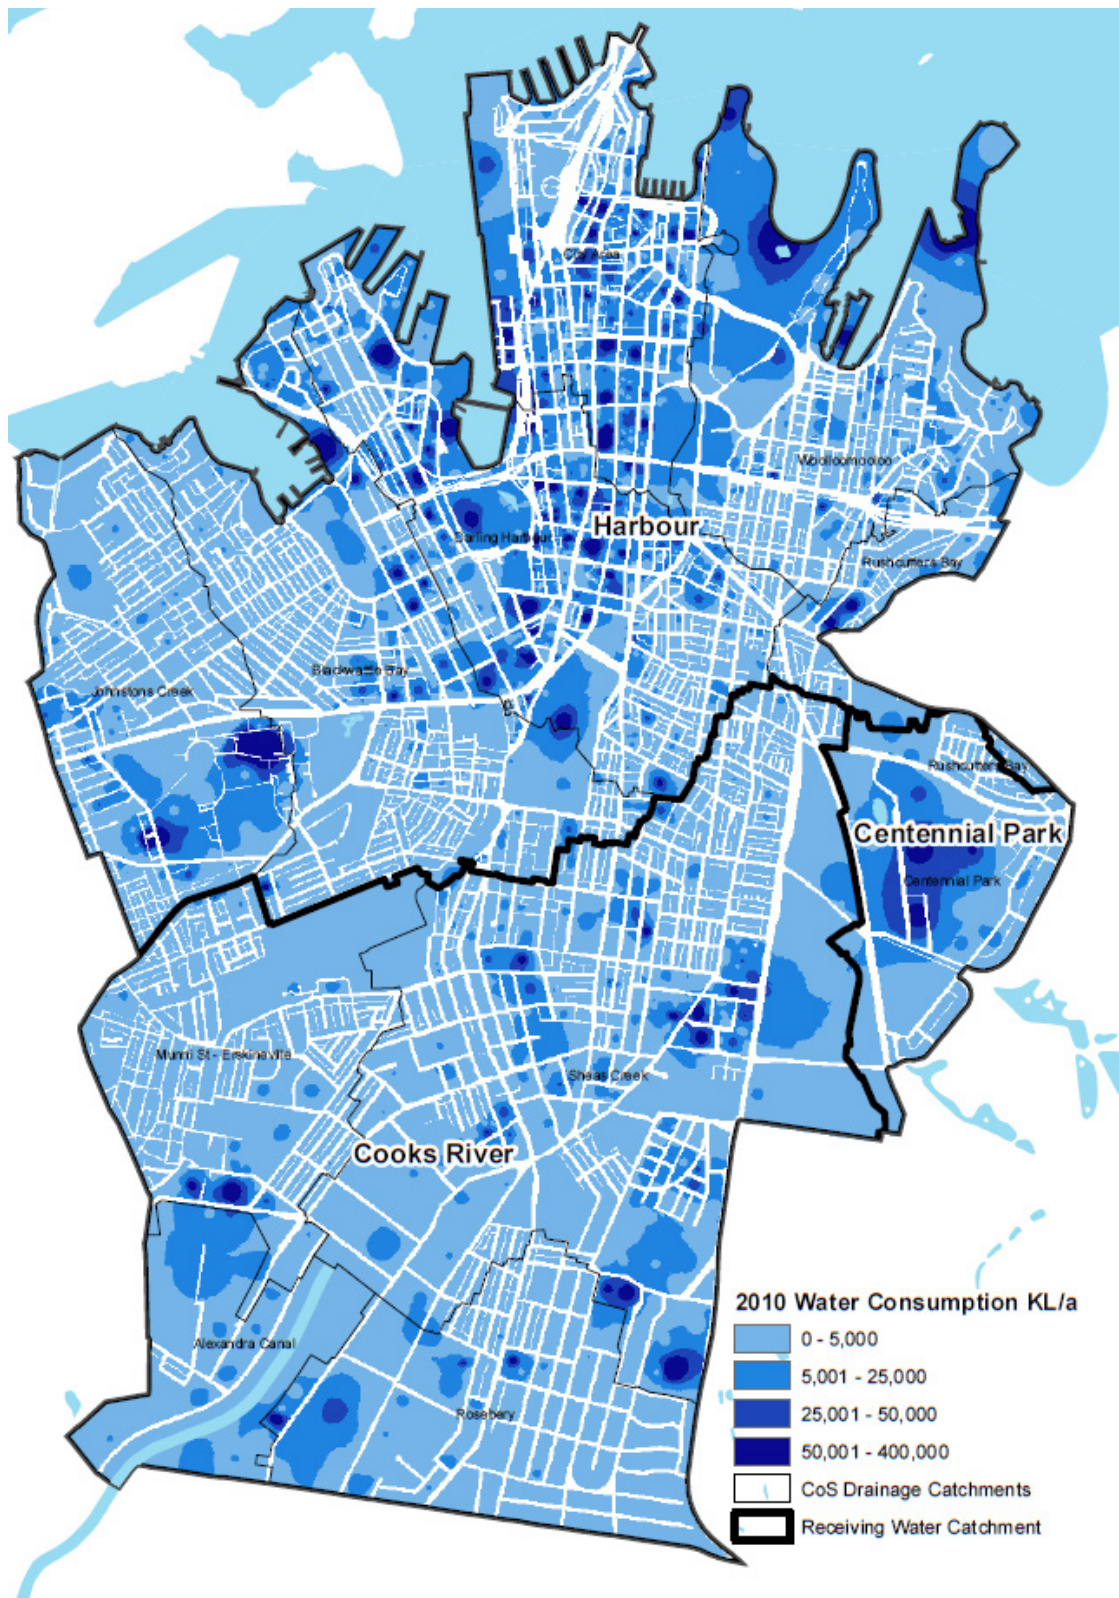 City Area
Woolloomooloo
Harbour
Darling Harbour
Rushcutters Bay
Blackwattle Bay
Johnstons Creek
Rushcutters Bay
Centennial Park
Centennial Park
Munni St - Erskineville
Sheas Creek
Cooks River
Alexandra Canal
Rosebery
2010 Water Consumption KL/a
0 - 5,000
5,001 - 25,000
25,001 - 50,000
50,001 - 400,000
CoS Drainage Catchments
Receiving Water Catchment